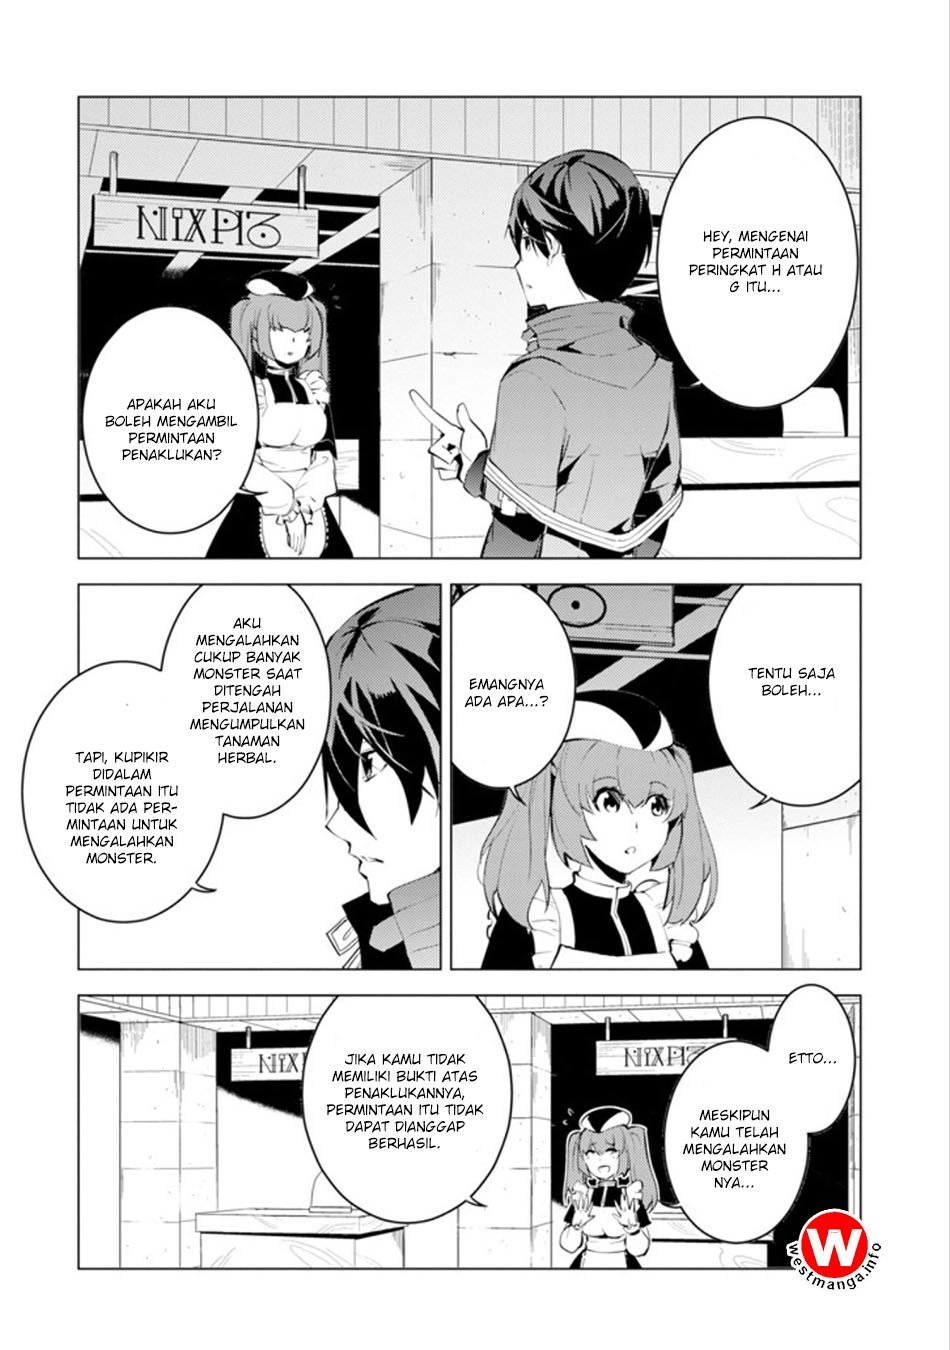 HEY, MENGENAI
PERMINTAAN
PERINGKAT H ATAU
G ITU...
NIXPI3
APAKAH AKU
BOLEH MENGAMBIL
PERMINTAAN
PENAKLUKAN?
TENTU SAJA
BOLEH...
EMANGNYA
ADA APA...?
AKU
MENGALAHKAN
CUKUP BANYAK
MONSTER SAAT
DITENGAH
PERJALANAN
MENGUMPULKAN
TANAMAN
HERBAL.
TAPI, KUPIKIR
DIDALAM
PERMINTAAN ITU
TIDAK ADA PER-
MINTAAN UNTUK
MENGALAHKAN
MONSTER.
ETTO...
NIXPI3
MESKIPUN
KAMU TELAH
MENGALAHKAN
MONSTER
NYA...
JIKA KAMU TIDAK
MEMILIKI BUKTI ATAS
PENAKLUKANNYA,
PERMINTAAN ITU TIDAK
DAPAT DIANGGAP
BERHASIL.
W
westmanga.info